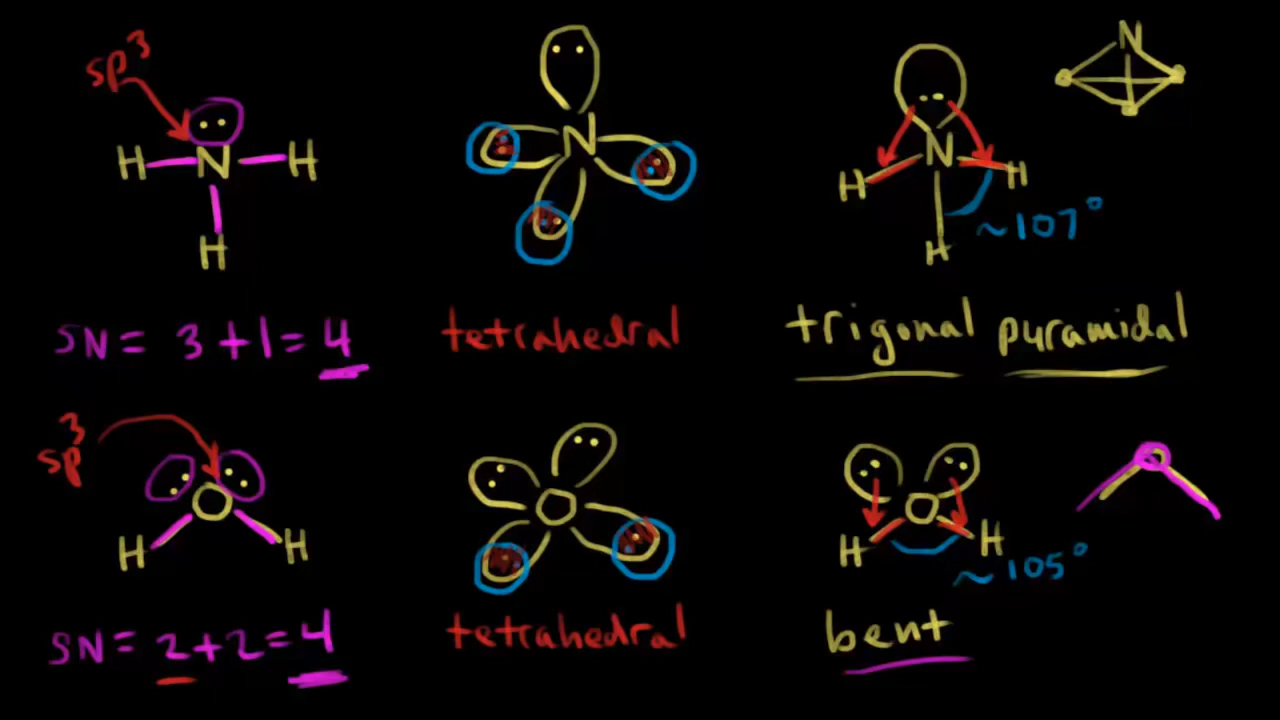 sp³
H N H
H
N
N
H N H
H
~107°
N
SN = 3 + 1 = 4
tetrahedral
trigonal pyramidal
sp³
O
H H
O
O
H H
~105°
SN = 2 + 2 = 4
tetrahedral
bent